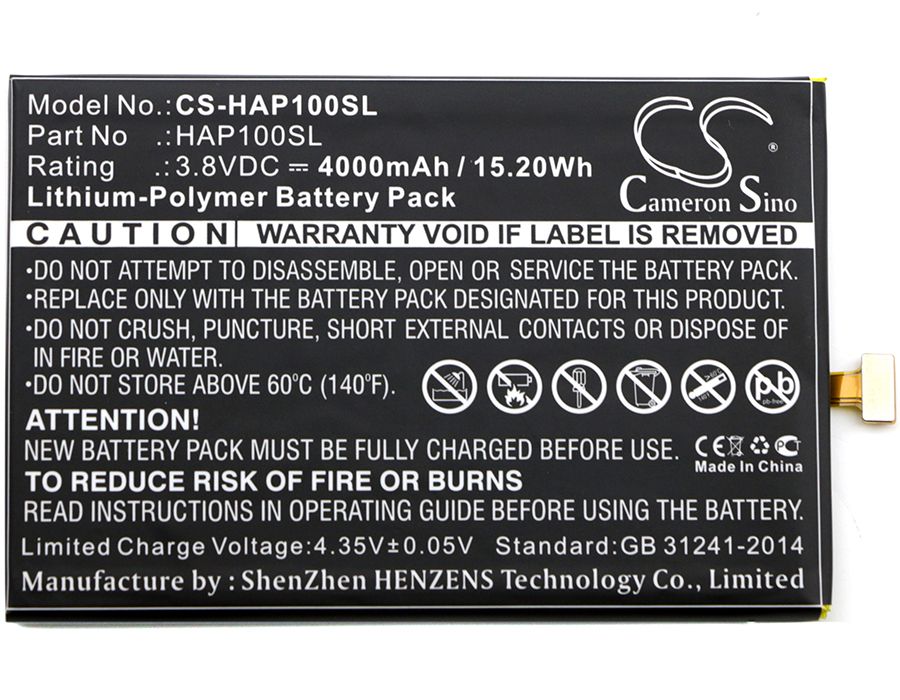 Model No.:CS-HAP100SL
Part No :HAP100SL
Rating :3.8VDC ⎓ 4000mAh / 15.20Wh
Lithium-Polymer Battery Pack
CS
®
Cameron Sino
CAUTION WARRANTY VOID IF LABEL IS REMOVED
•DO NOT ATTEMPT TO DISASSEMBLE, OPEN OR SERVICE THE BATTERY PACK.
•REPLACE ONLY WITH THE BATTERY PACK DESIGNATED FOR THIS PRODUCT.
•DO NOT CRUSH, PUNCTURE, SHORT EXTERNAL CONTACTS OR DISPOSE OF
IN FIRE OR WATER.
•DO NOT STORE ABOVE 60°C (140°F).
Pb
pb-free
ATTENTION!
NEW BATTERY PACK MUST BE FULLY CHARGED BEFORE USE
CE PCT
Made In China
TO REDUCE RISK OF FIRE OR BURNS
READ INSTRUCTIONS IN OPERATING GUIDE BEFORE USING THE BATTERY.
Limited Charge Voltage:4.35V±0.05V Standard:GB 31241-2014
Manufacture by : ShenZhen HENZENS Technology Co., Limited